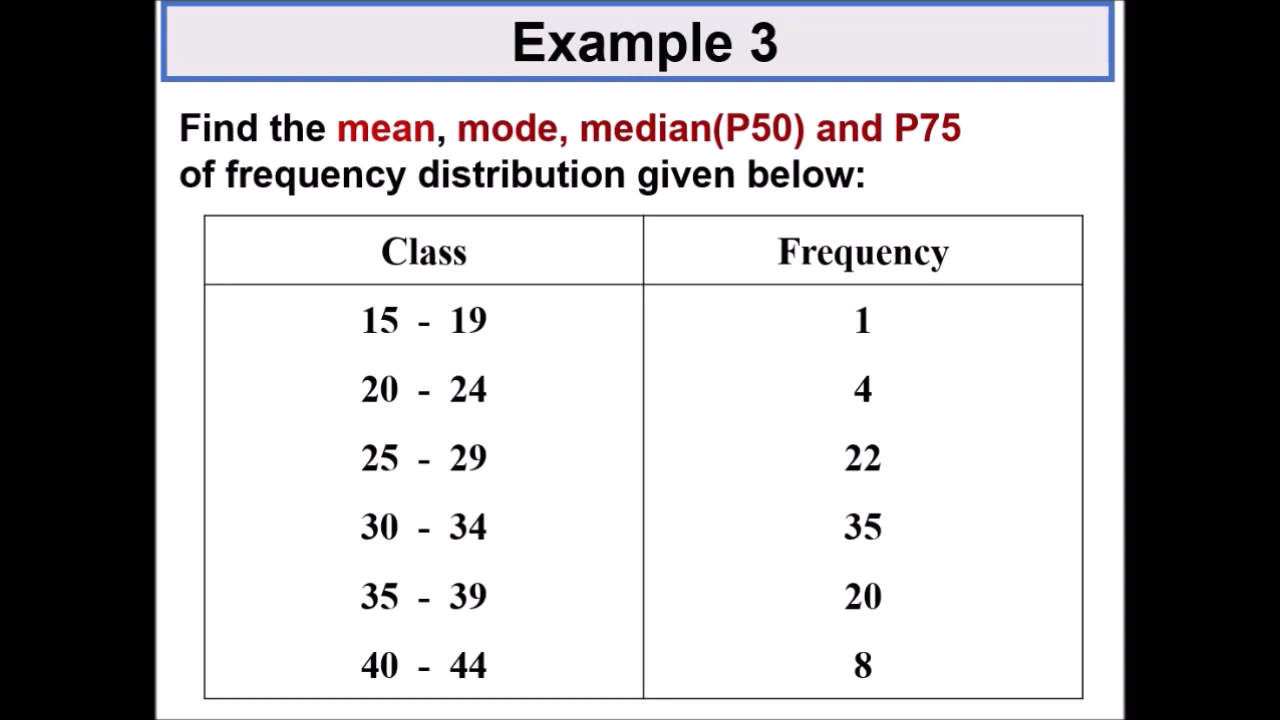 Example 3
Find the mean, mode, median(P50) and P75
of frequency distribution given below:
Class Frequency
15 - 19 1
20 - 24 4
25 - 29 22
30 - 34 35
35 - 39 20
40 - 44 8